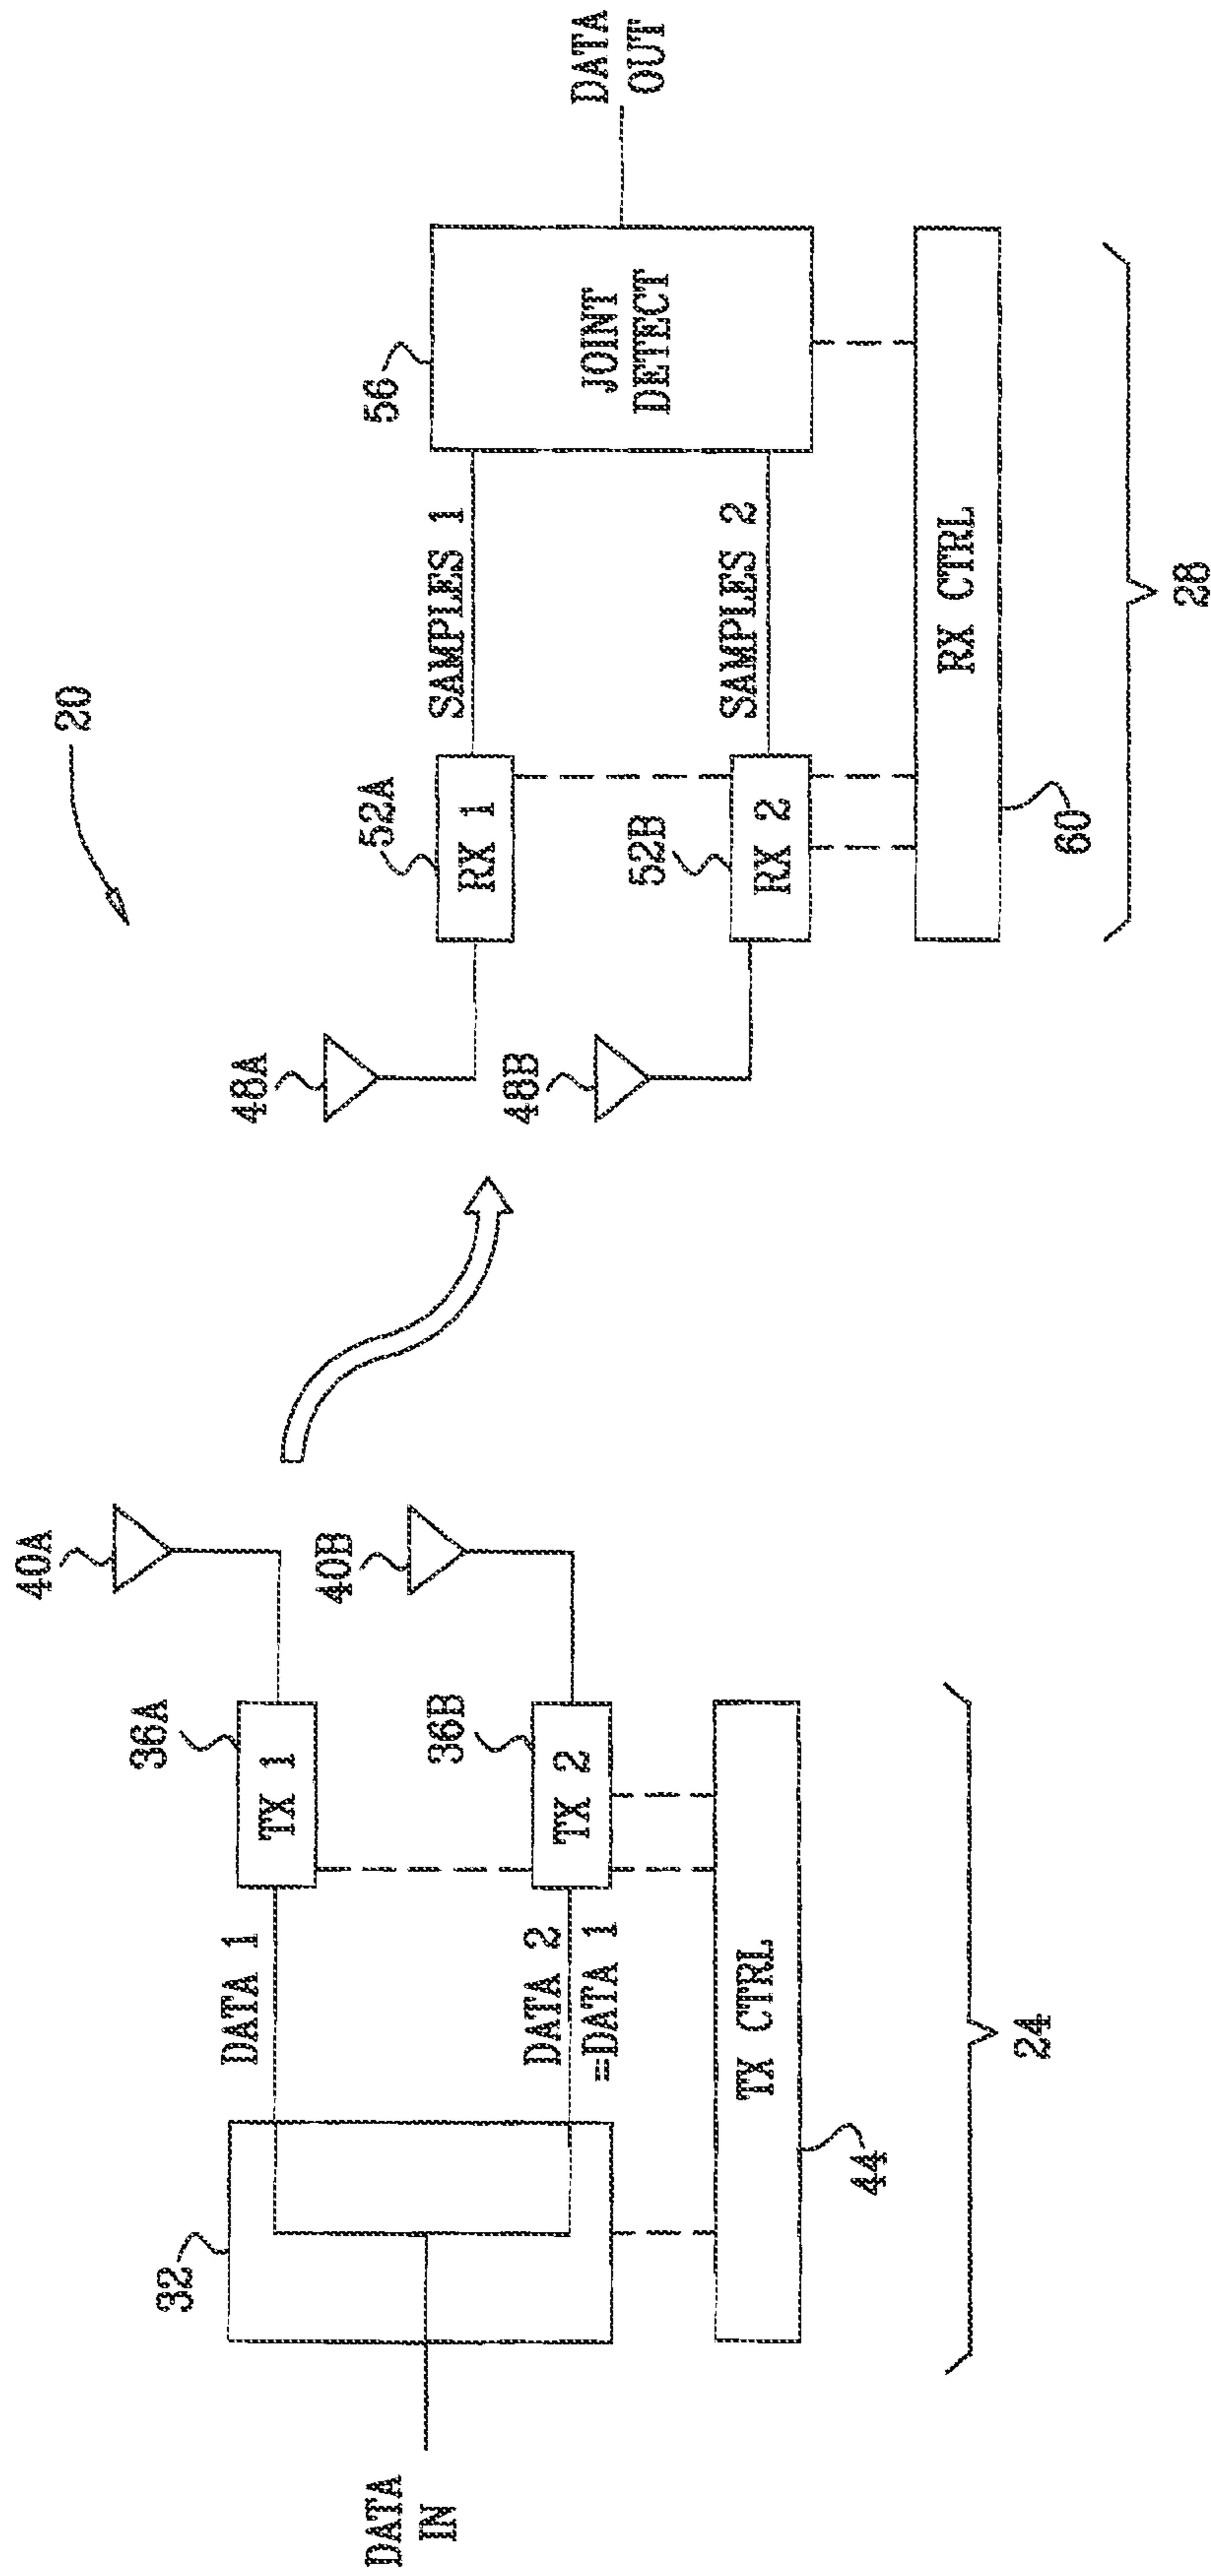 20
DATA
IN
32
DATA 1
DATA 2
=DATA 1
36A
TX 1
36B
TX 2
40A
40B
TX CTRL
44
24
48A
48B
52A
RX 1
52B
RX 2
SAMPLES 1
SAMPLES 2
56
JOINT
DETECT
DATA
OUT
RX CTRL
60
28